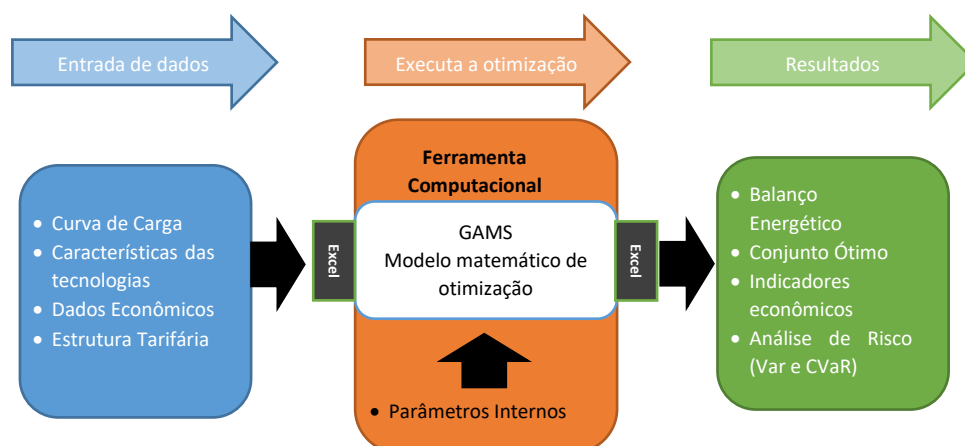 Entrada de dados
Executa a otimização
Resultados
• Curva de Carga
• Características das
tecnologias
• Dados Econômicos
• Estrutura Tarifária
Excel
Ferramenta
Computacional
GAMS
Modelo matemático de
otimização
• Parâmetros Internos
Excel
• Balanço
Energético
• Conjunto Ótimo
• Indicadores
econômicos
• Análise de Risco
(Var e CVaR)